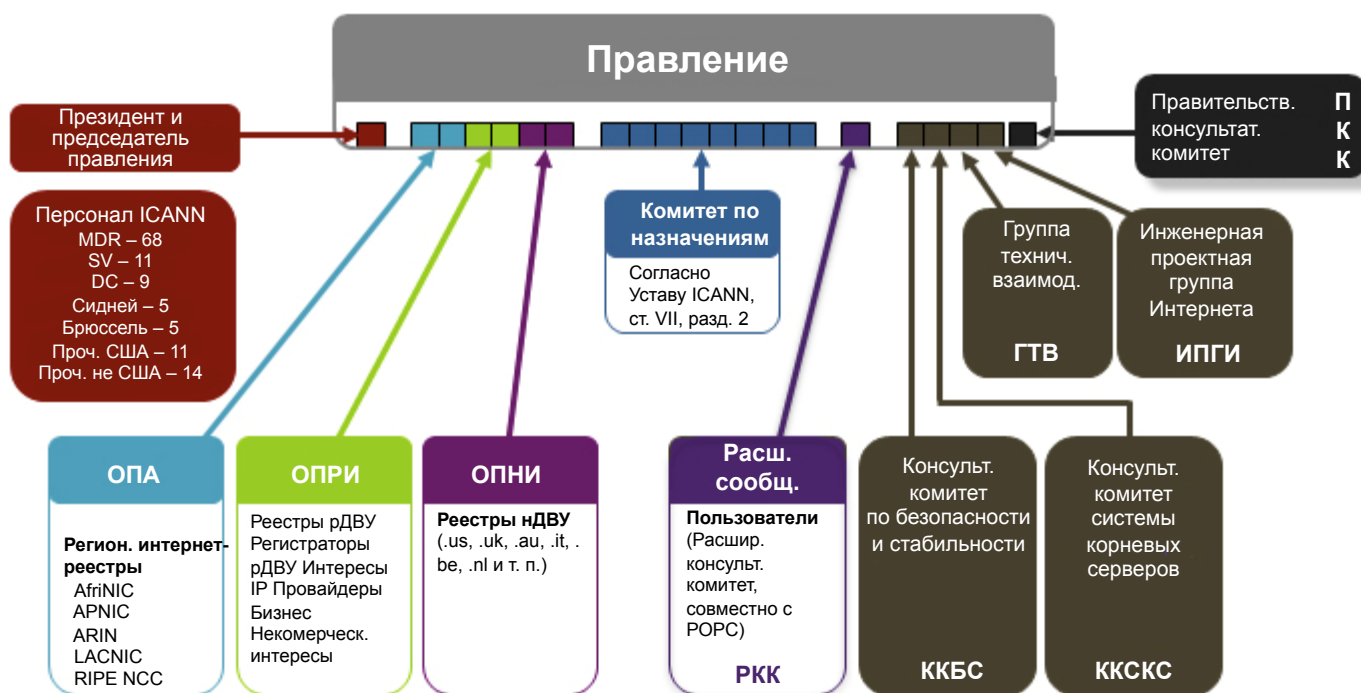 Правление
Президент и
председатель
правления
Правительств. П
консультат. К
комитет К
Персонал ICANN
MDR – 68
SV – 11
DC – 9
Сидней – 5
Брюссель – 5
Проч. США – 11
Проч. не США – 14
Комитет по
назначениям
Согласно
Уставу ICANN,
ст. VII, разд. 2
Группа
технич.
взаимод.
ГТВ
Инженерная
проектная
группа
Интернета
ИПГИ
ОПА
Регион. интернет-
реестры
AfriNIC
APNIC
ARIN
LACNIC
RIPE NCC
ОПРИ
Реестры рДВУ
Регистраторы
рДВУ Интересы
IP Провайдеры
Бизнес
Некомерческ.
интересы
ОПНИ
Реестры нДВУ
(.us, .uk, .au, .it, .
be, .nl и т. п.)
Расш.
сообщ.
Пользователи
(Расшир.
консульт.
комитет,
совместно с
РОРС)
РКК
Консульт.
комитет
по безопасности
и стабильности
ККБС
Консульт.
комитет
системы
корневых
серверов
ККСКС